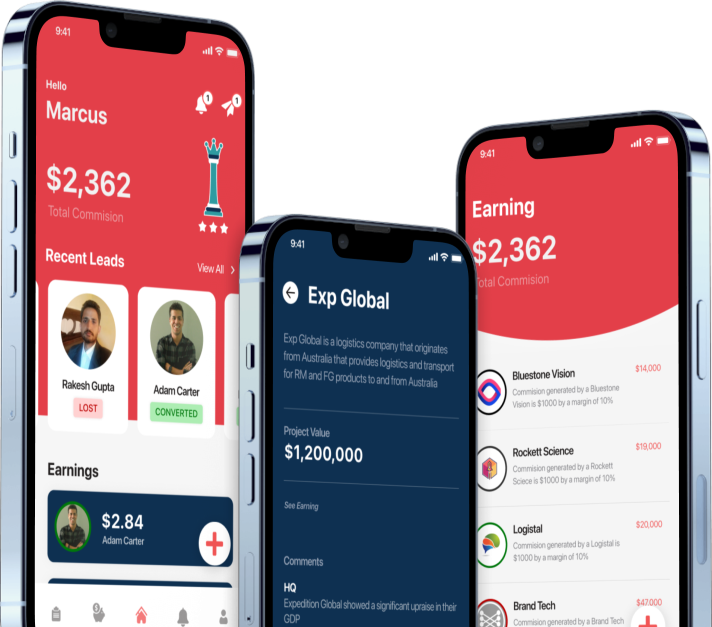 9:41
Hello
Marcus
1
1
$2,362
Total Commision
Recent Leads
View All
Rakesh Gupta
LOST
Adam Carter
CONVERTED
Earnings
$2.84
Adam Carter
9:41
Exp Global
Exp Global is a logistics company that originates
from Australia that provides logistics and transport
for RM and FG products to and from Australia
Project Value
$1,200,000
See Earning
Comments
HQ
Expedition Global showed a significant upraise in their
GDP
9:41
Earning
$2,362
Total Commision
Bluestone Vision
$14,000
Commision generated by a Bluestone
Vision is $1000 by a margin of 10%
Rockett Science
$19,000
Commision generated by a Rockett
Sciece is $1000 by a margin of 10%
Logistal
$20,000
Commision generated by a Logistal is
$1000 by a margin of 10%
Brand Tech
$47,000
Commision generated by a Brand Tech